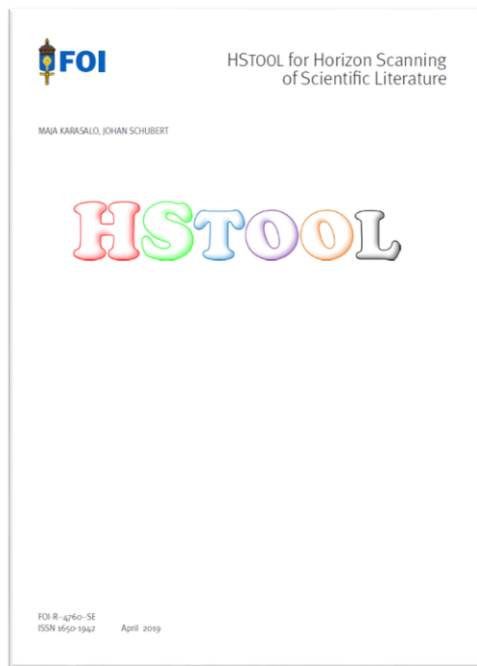 FOI
HSTOOL for Horizon Scanning
of Scientific Literature
MAJA KARASALO, JOHAN SCHUBERT
HSTOOL
FOI-R--4760--SE
ISSN 1650-1942 April 2019